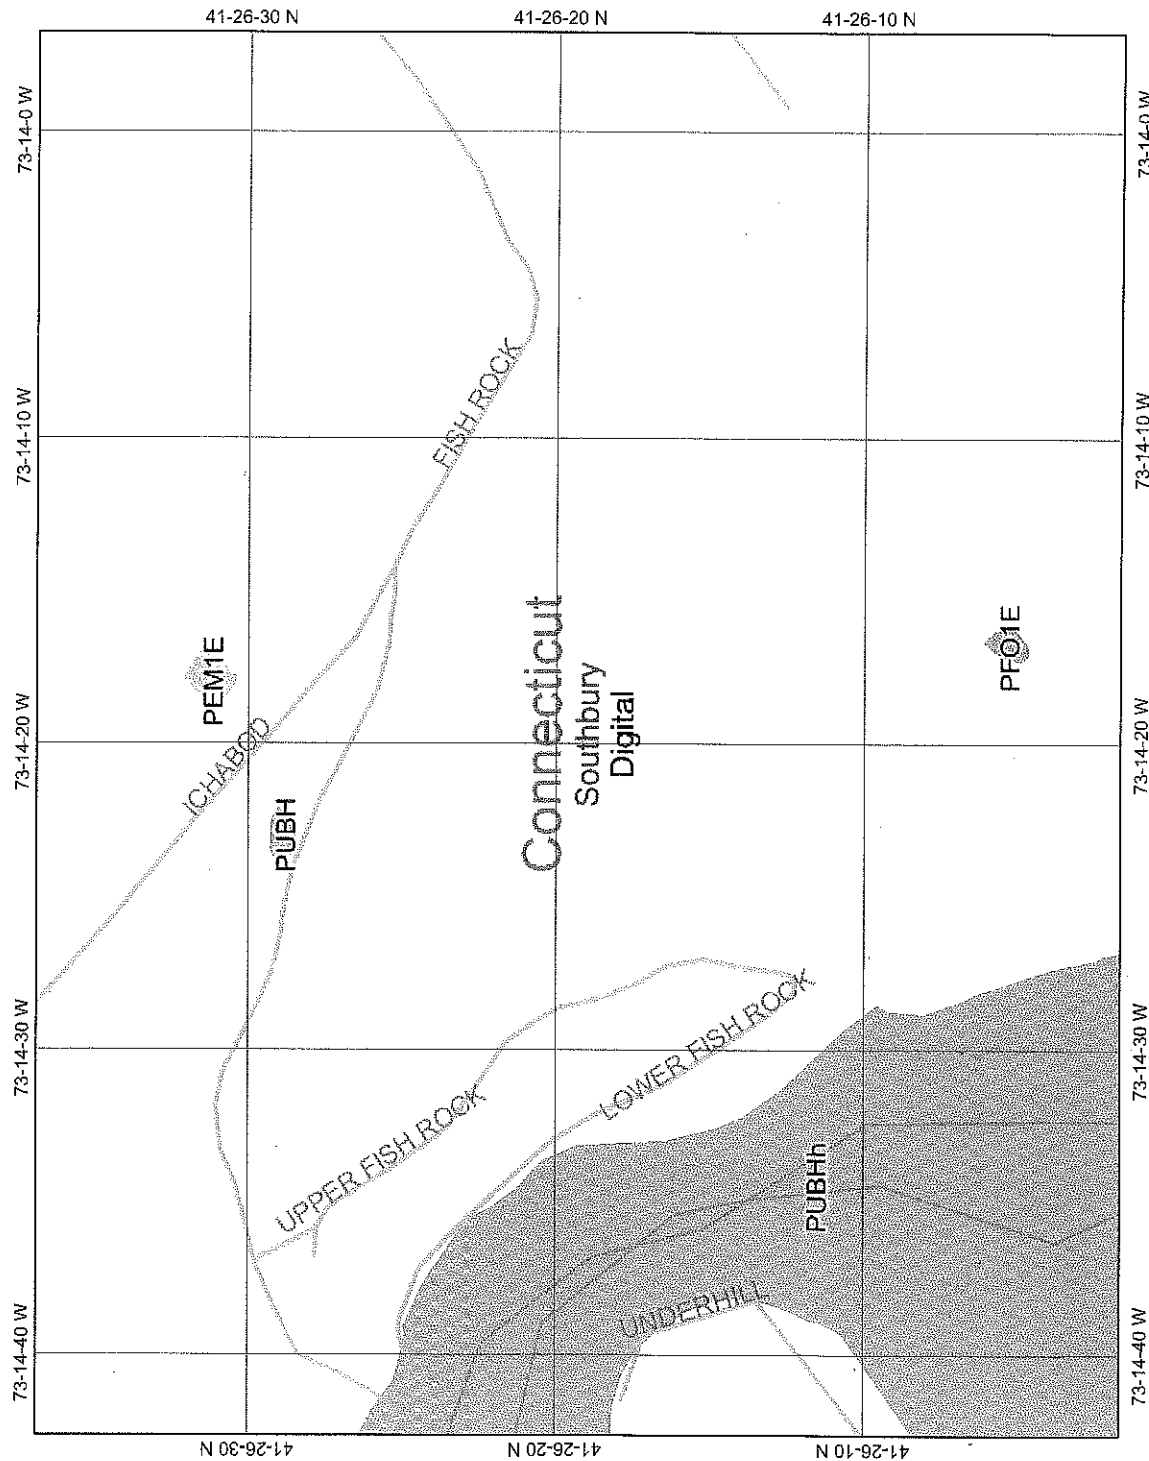 41-26-30 N
41-26-20 N
41-26-10 N
73-14-0 W
73-14-0 W
73-14-10 W
73-14-10 W
73-14-20 W
73-14-20 W
73-14-30 W
73-14-30 W
73-14-40 W
73-14-40 W
FISH ROCK
PEM1E
ICHABOD
PUBH
Connecticut
Southbury
Digital
PFO1E
UPPER FISH ROCK
LOWER FISH ROCK
PUBHh
UNDERHILL
41-26-30 N
41-26-20 N
41-26-10 N